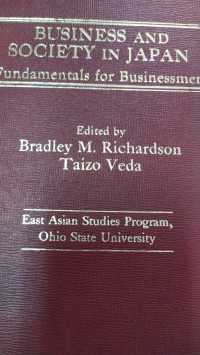 BUSINESS AND
SOCIETY IN JAPAN
Fundamentals for Businessmen
Edited by
Bradley M. Richardson
Taizo Veda
East Asian Studies Program,
Ohio State University